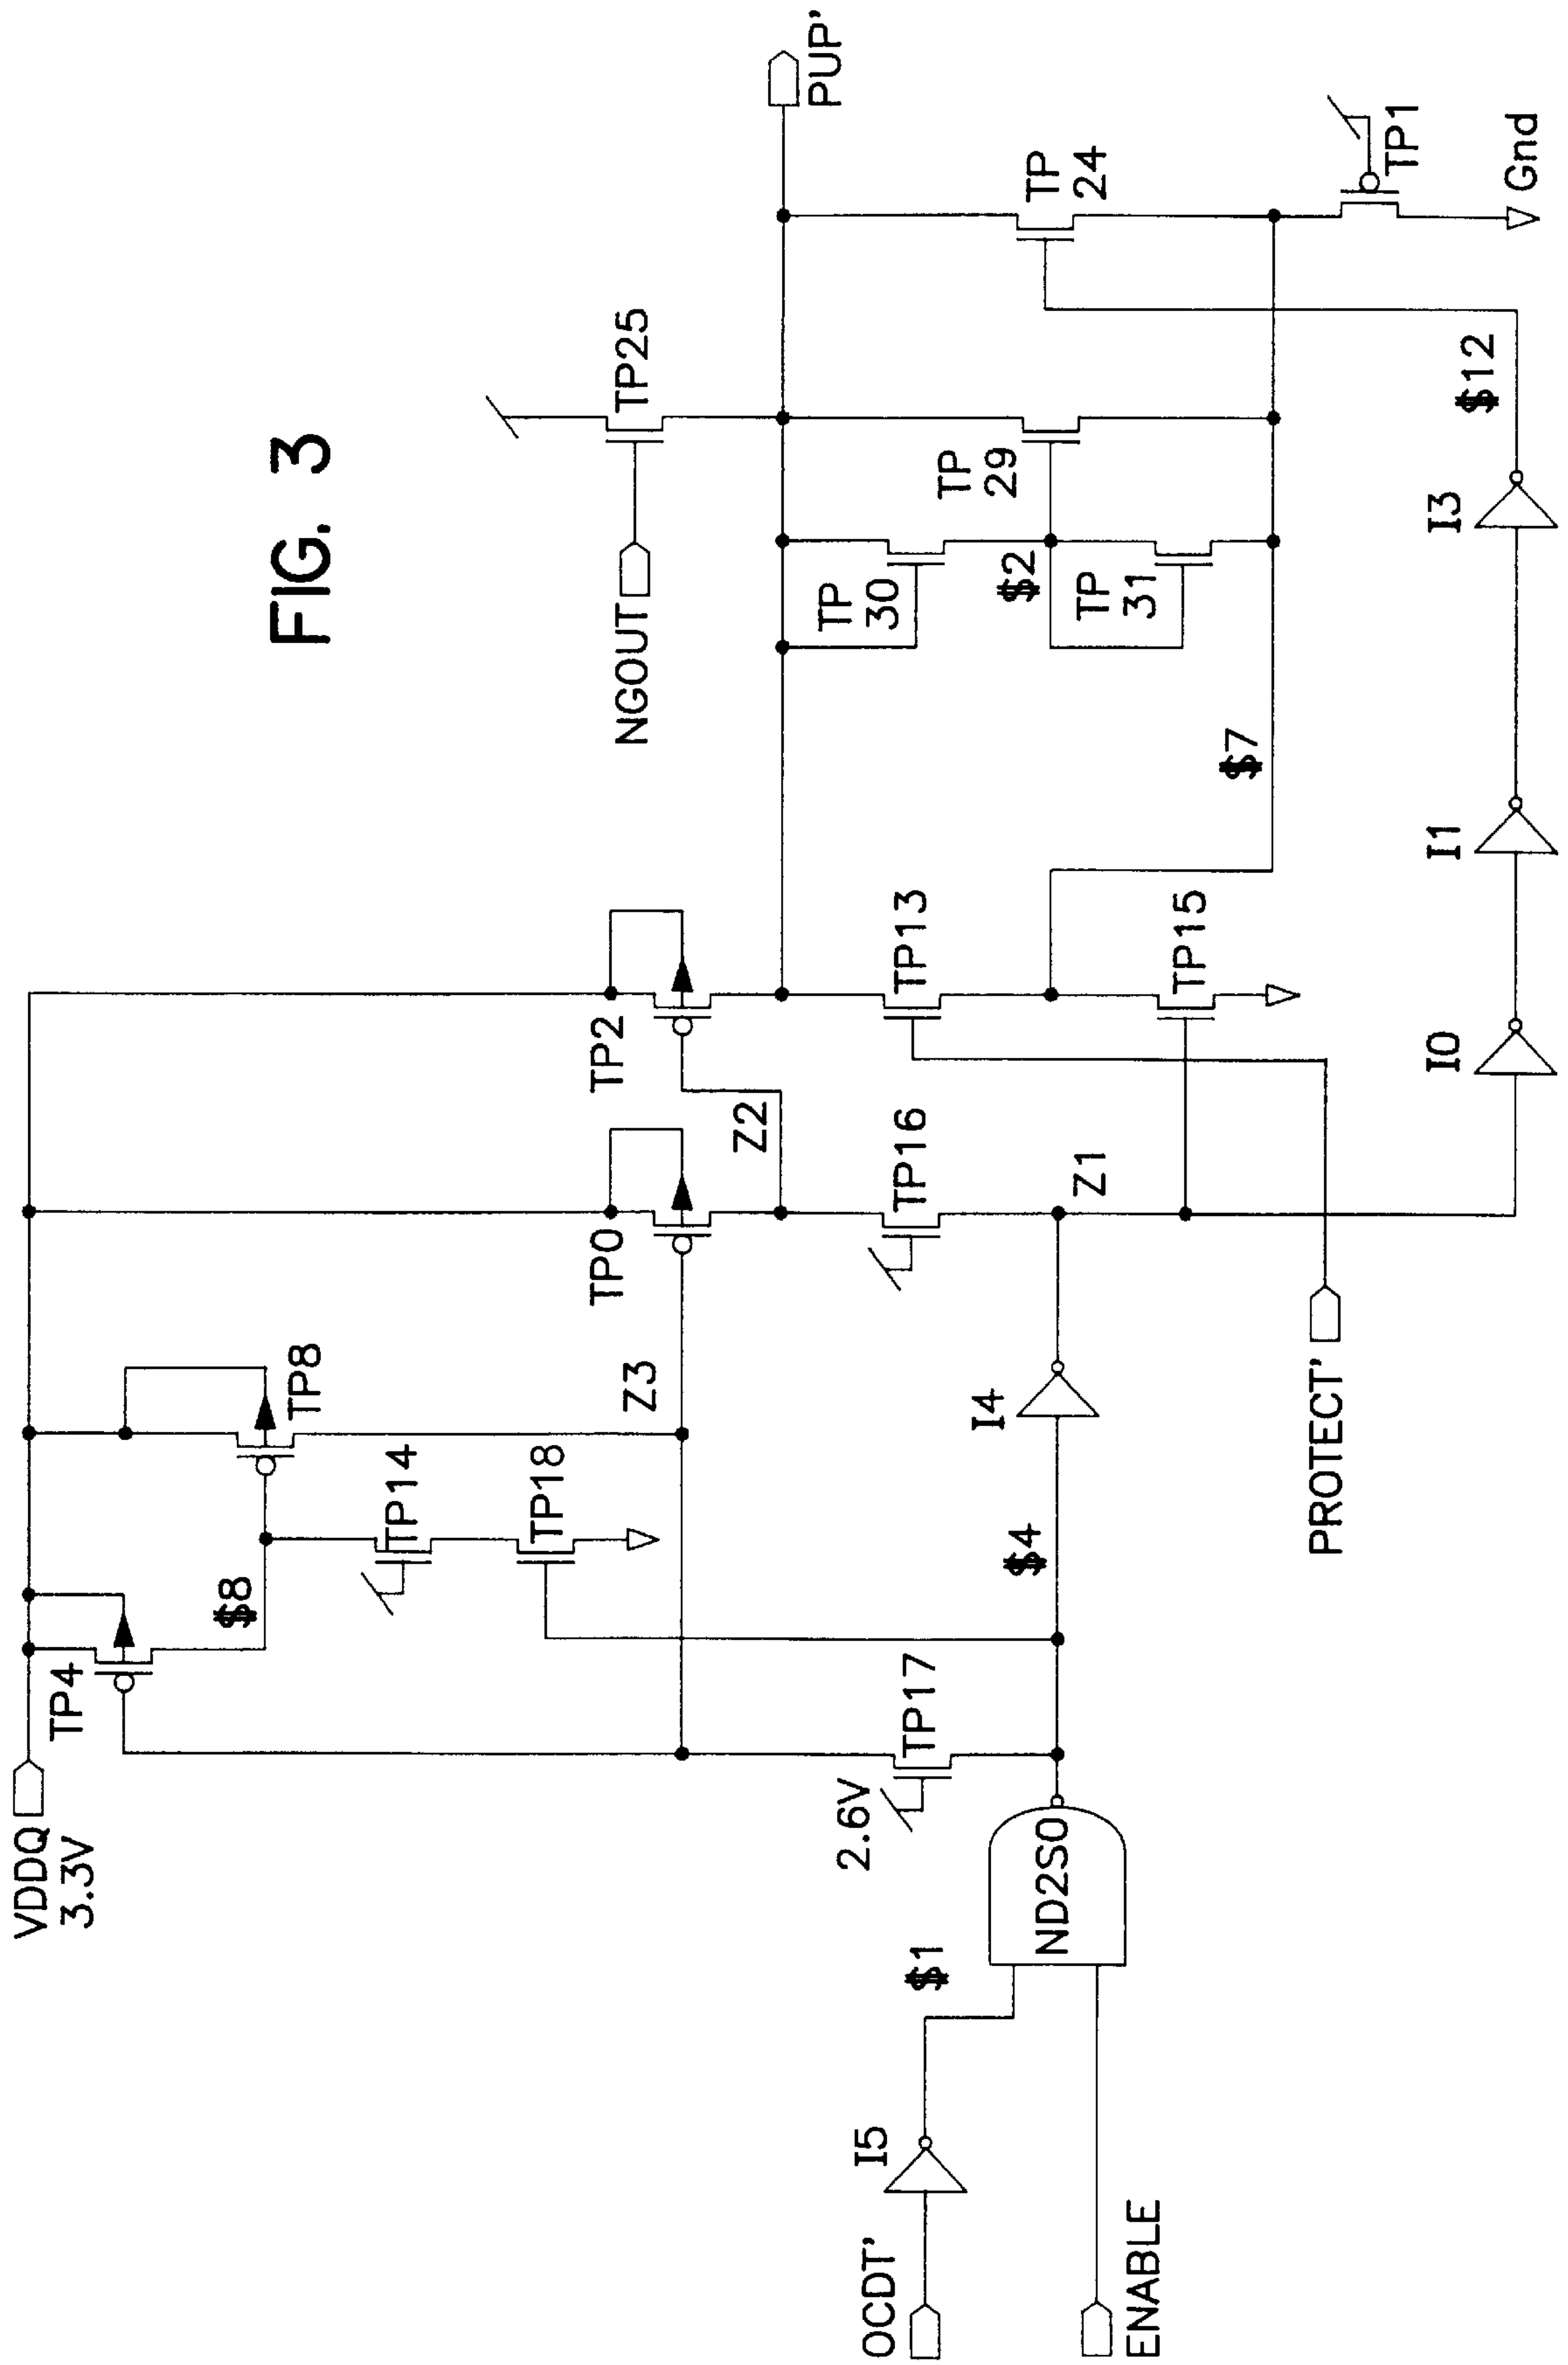 FIG. 3
VDDQ
3.3V
TP4
$8
TP8
TP14
TP18
Z3
TP0
TP2
Z2
TP16
TP13
TP15
Z1
NGOUT
TP25
PUP'
TP
30
$2
TP
31
TP
29
TP
24
TP1
Gnd
$7
$12
2.6V
TP17
$4
I4
$1
ND2S0
I5
OCDT'
ENABLE
PROTECT'
I0
I1
I3